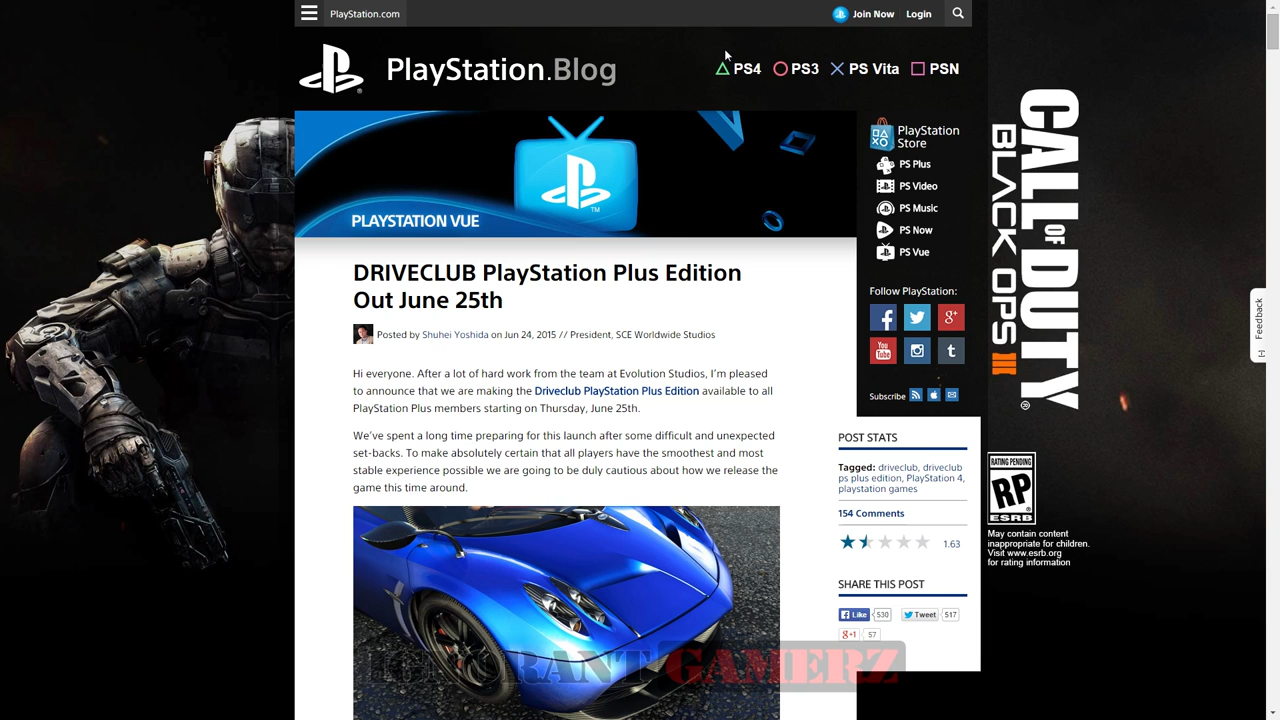 PlayStation.com
Join Now
Login
PlayStation.Blog
PS4
PS3
PS Vita
PSN
PLAYSTATION VUE
TM
DRIVECLUB PlayStation Plus Edition
Out June 25th
Posted by Shuhei Yoshida on Jun 24, 2015 // President, SCE Worldwide Studios
Hi everyone. After a lot of hard work from the team at Evolution Studios, I'm pleased
to announce that we are making the Driveclub PlayStation Plus Edition available to all
PlayStation Plus members starting on Thursday, June 25th.
We've spent a long time preparing for this launch after some difficult and unexpected
set-backs. To make absolutely certain that all players have the smoothest and most
stable experience possible we are going to be duly cautious about how we release the
game this time around.
PlayStation
Store
PS Plus
PS Video
PS Music
PS Now
PS Vue
Follow PlayStation:
g+
You
Tube
t
Subscribe
POST STATS
Tagged: driveclub, driveclub
ps plus edition, PlayStation 4,
playstation games
154 Comments
1.63
SHARE THIS POST
Like 530
Tweet 517
g+1 57
CALL OF DUTY®
BLACK OPS III
RATING PENDING
RP
ESRB
May contain content
inappropriate for children.
Visit www.esrb.org
for rating information
Feedback
[+]
IGNORANT GAMERZ